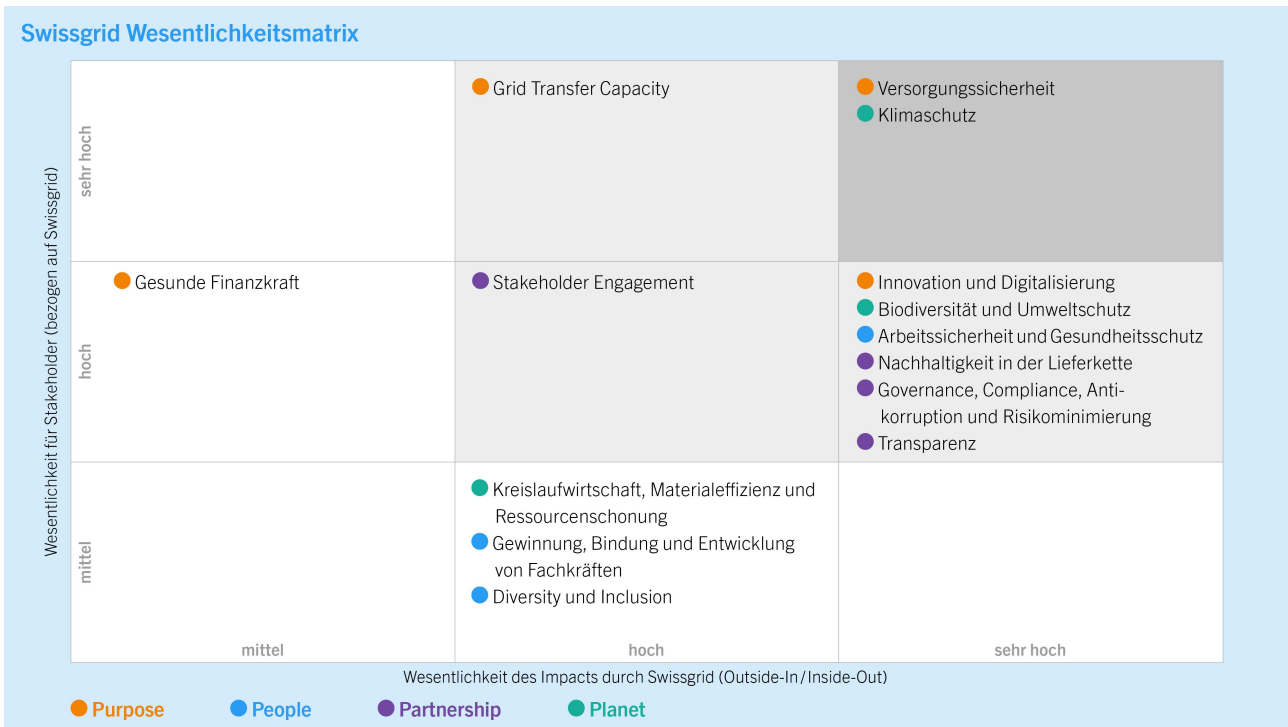 Swissgrid Wesentlichkeitsmatrix
Wesentlichkeit für Stakeholder (bezogen auf Swissgrid)
sehr hoch
Grid Transfer Capacity
Versorgungssicherheit
Klimaschutz
hoch
Gesunde Finanzkraft
Stakeholder Engagement
Innovation und Digitalisierung
Biodiversität und Umweltschutz
Arbeitssicherheit und Gesundheitsschutz
Nachhaltigkeit in der Lieferkette
Governance, Compliance, Anti-
korruption und Risikominimierung
Transparenz
mittel
Kreislaufwirtschaft, Materialeffizienz und
Ressourcenschonung
Gewinnung, Bindung und Entwicklung
von Fachkräften
Diversity und Inclusion
mittel
hoch
sehr hoch
Wesentlichkeit des Impacts durch Swissgrid (Outside-In/Inside-Out)
Purpose
People
Partnership
Planet